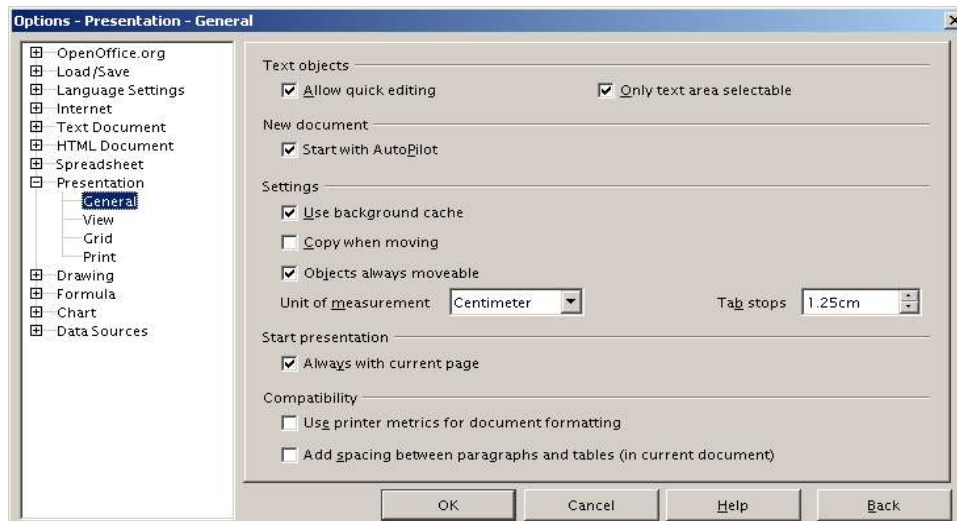 Options - Presentation - General
OpenOffice.org
Load/Save
Language Settings
Internet
Text Document
HTML Document
Spreadsheet
Presentation
General
View
Grid
Print
Drawing
Formula
Chart
Data Sources
Text objects
Allow quick editing Only text area selectable
New document
Start with AutoPilot
Settings
Use background cache
Copy when moving
Objects always moveable
Unit of measurement Centimeter Tab stops 1.25cm
Start presentation
Always with current page
Compatibility
Use printer metrics for document formatting
Add spacing between paragraphs and tables (in current document)
OK Cancel Help Back